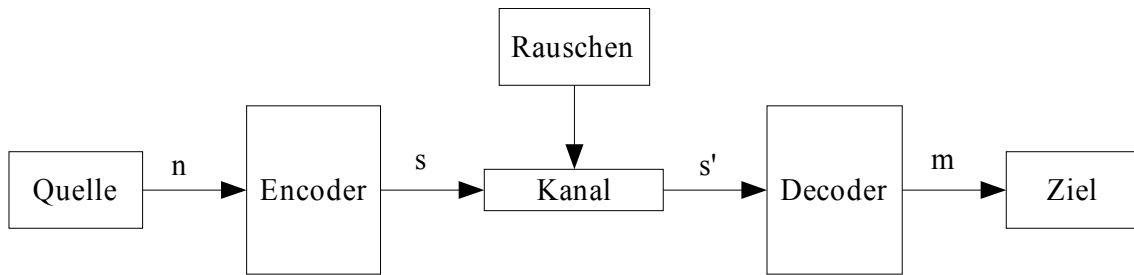 Rauschen
Quelle
n
Encoder
s
Kanal
s'
Decoder
m
Ziel